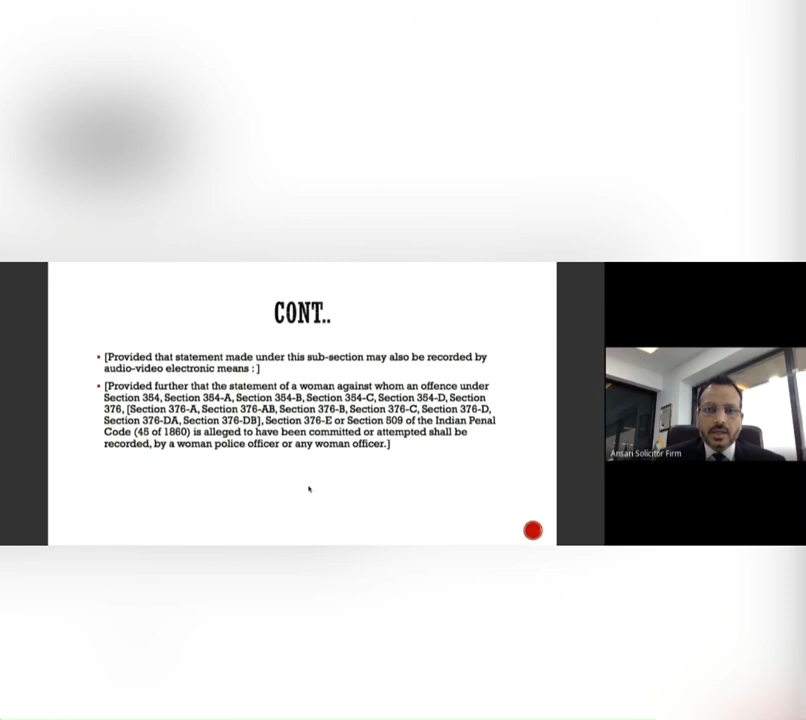 CONT..
• [Provided that statement made under this sub-section may also be recorded by
audio-video electronic means : ]
• [Provided further that the statement of a woman against whom an offence under
Section 354, Section 354-A, Section 354-B, Section 354-C, Section 354-D, Section
376, [Section 376-A, Section 376-AB, Section 376-B, Section 376-C, Section 376-D,
Section 376-DA, Section 376-DB], Section 376-E or Section 509 of the Indian Penal
Code (45 of 1860) is alleged to have been committed or attempted shall be
recorded, by a woman police officer or any woman officer.]
Ansari Solicitor Firm